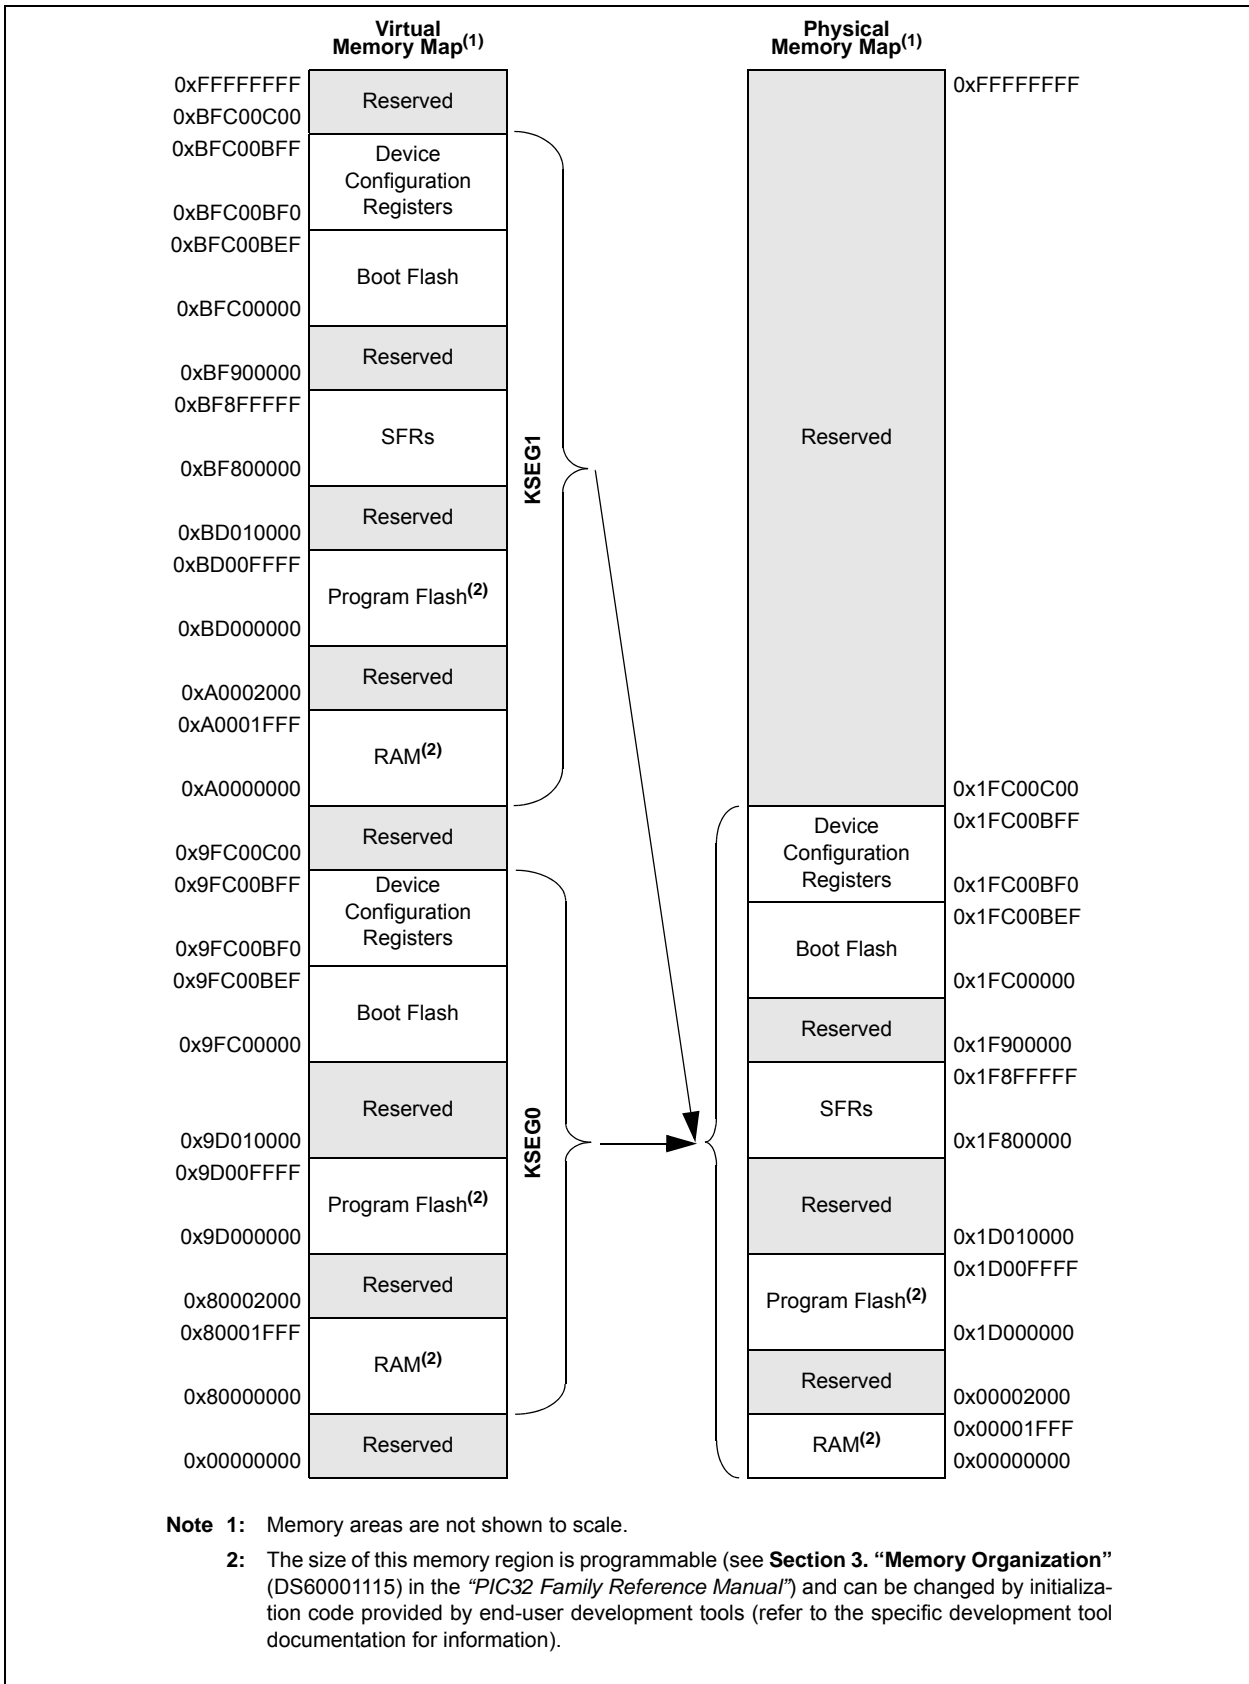 Virtual
Memory Map(1)
Physical
Memory Map(1)
0xFFFFFFFF
Reserved
0xBFC00C00
0xBFC00BFF
Device
Configuration
Registers
0xBFC00BF0
0xBFC00BEF
Boot Flash
0xBFC00000
Reserved
0xBF900000
0xBF8FFFFF
SFRs
0xBF800000
Reserved
0xBD010000
0xBD00FFFF
Program Flash(2)
0xBD000000
Reserved
0xA0002000
0xA0001FFF
RAM(2)
0xA0000000
KSEG1
Reserved
0x9FC00C00
0x9FC00BFF
Device
Configuration
Registers
0x9FC00BF0
0x9FC00BEF
Boot Flash
0x9FC00000
Reserved
0x9D010000
0x9D00FFFF
Program Flash(2)
0x9D000000
Reserved
0x80002000
0x80001FFF
RAM(2)
0x80000000
KSEG0
Reserved
0x00000000
0xFFFFFFFF
Reserved
0x1FC00C00
0x1FC00BFF
Device
Configuration
Registers
0x1FC00BF0
0x1FC00BEF
Boot Flash
0x1FC00000
Reserved
0x1F900000
0x1F8FFFFF
SFRs
0x1F800000
Reserved
0x1D010000
0x1D00FFFF
Program Flash(2)
0x1D000000
Reserved
0x00002000
0x00001FFF
RAM(2)
0x00000000
Note 1: Memory areas are not shown to scale.
2: The size of this memory region is programmable (see Section 3. “Memory Organization”
(DS60001115) in the “PIC32 Family Reference Manual”) and can be changed by initializa-
tion code provided by end-user development tools (refer to the specific development tool
documentation for information).